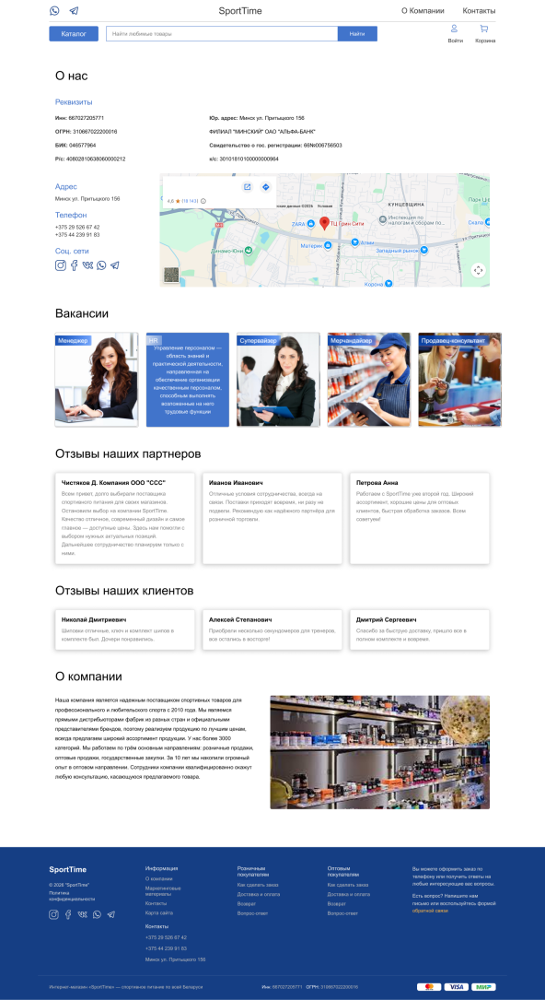 SportTime
О Компании
Контакты
Каталог
Найти любимые товары
Найти
Войти
Корзина
О нас
Реквизиты
Инн: 667027205771
Юр. адрес: Минск ул. Притыцкого 156
ОГРН: 310667022200016
ФИЛИАЛ "МИНСКИЙ" ОАО "АЛЬФА-БАНК"
БИК: 046577964
Свидетельство о гос. регистрации: 66№006756503
Р/с: 40802810638060000212
к/с: 30101810100000000964
Адрес
Минск ул. Притыцкого 156
Телефон
+375 29 526 67 42
+375 44 239 91 83
Соц. сети
4,6 ★ (18 143)
Условия
КУНЦЕВЩИНА
ZARA
ТЦ Грин Сити
Инспекция по
налогам и сборам по...
Скала
Материк
Алми
Западный рынок
Динамо-Юни
Корона
Вакансии
Менеджер
HR
Управление персоналом —
область знаний и
практической деятельности,
направленная на
обеспечение организации
качественным персоналом,
способным выполнять
возложенные на него
трудовые функции
Супервайзер
Мерчандайзер
Продавец-консультант
Отзывы наших партнеров
Чистяков Д. Компания ООО "ССС"
Всем привет, долго выбирали поставщика
спортивного питания для своих магазинов.
Остановили выбор на компании SportTime.
Качество отличное, современный дизайн и самое
главное — доступные цены. Здесь нам помогли с
выбором нужных актуальных позиций.
Дальнейшее сотрудничество планируем только с
ними.
Иванов Иванович
Отличные условия сотрудничества, всегда на
связи. Поставки приходят вовремя, ни разу не
подвели. Рекомендую как надёжного партнёра для
розничной торговли.
Петрова Анна
Работаем с SportTime уже второй год. Широкий
ассортимент, хорошие цены для оптовых
клиентов, быстрая обработка заказов. Всем
советуем!
Отзывы наших клиентов
Николай Дмитриевич
Шиповки отличные, ключ и комплект шипов в
комплекте был. Дочери понравились.
Алексей Степанович
Приобрели несколько секундомеров для тренеров,
все остались в восторге!
Дмитрий Сергеевич
Спасибо за быструю доставку, пришло все в
полном комплекте и вовремя.
О компании
Наша компания является надежным поставщиком спортивных товаров для
профессионального и любительского спорта с 2010 года. Мы являемся
прямыми дистрибьюторами фабрик из разных стран и официальными
представителями брендов, поэтому реализуем продукцию по лучшим ценам,
всегда предлагаем широкий ассортимент продукции. У нас более 3000
категорий. Мы работаем по трём основным направлениям: розничные продажи,
оптовые продажи, государственные закупки. За 10 лет мы накопили огромный
опыт в оптовом направлении. Сотрудники компании квалифицированно окажут
любую консультацию, касающуюся предлагаемого товара.
SportTime
© 2026 "SportTime"
Политика
конфиденциальности
Информация
О компании
Маркетинговые
материалы
Контакты
Карта сайта
Контакты
+375 29 526 67 42
+375 44 239 91 83
Минск ул. Притыцкого 156
Розничным
покупателям
Как сделать заказ
Доставка и оплата
Возврат
Вопрос-ответ
Оптовым
покупателям
Как сделать заказ
Доставка и оплата
Возврат
Вопрос-ответ
Вы можете оформить заказ по
телефону или получить ответы на
любые интересующие вас вопросы.
Есть вопрос? Напишите нам
письмо или воспользуйтесь формой
обратной связи
Интернет-магазин «SportTime» — спортивное питание по всей Беларуси
Инн: 667027205771 ОГРН: 310667022200016
VISA
МИР